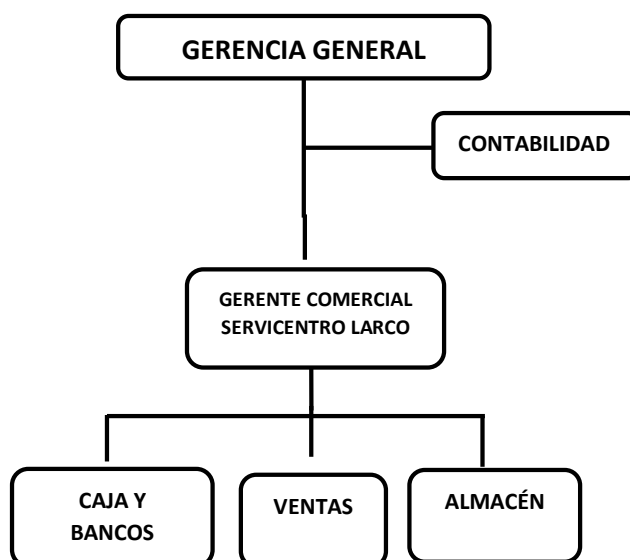 GERENCIA GENERAL
CONTABILIDAD
GERENTE COMERCIAL
SERVICENTRO LARCO
CAJA Y
BANCOS
VENTAS
ALMACÉN